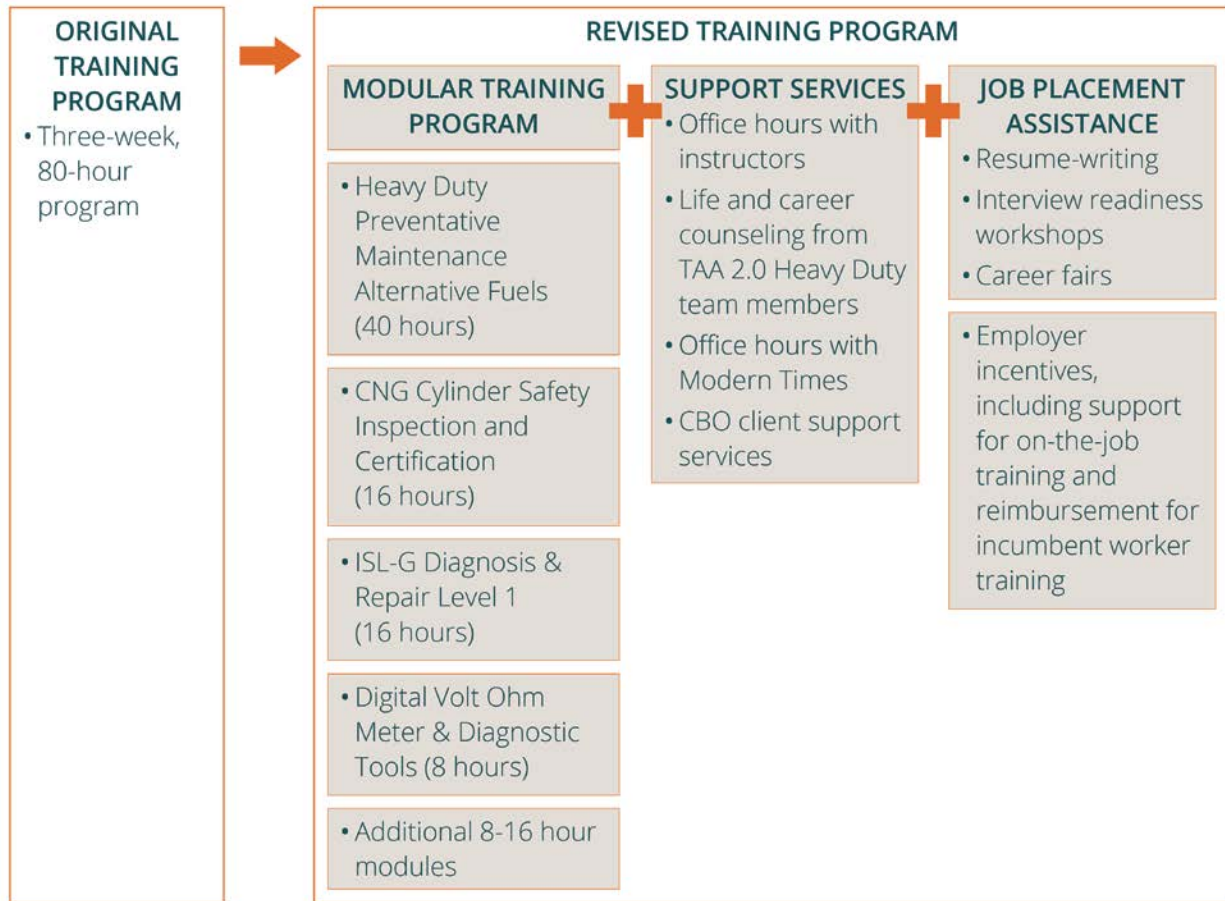 ORIGINAL
TRAINING
PROGRAM
• Three-week,
80-hour
program
REVISED TRAINING PROGRAM
MODULAR TRAINING
PROGRAM
• Heavy Duty
Preventative
Maintenance
Alternative Fuels
(40 hours)
• CNG Cylinder Safety
Inspection and
Certification
(16 hours)
• ISL-G Diagnosis &
Repair Level 1
(16 hours)
• Digital Volt Ohm
Meter & Diagnostic
Tools (8 hours)
• Additional 8-16 hour
modules
SUPPORT SERVICES
• Office hours with
instructors
• Life and career
counseling from
TAA 2.0 Heavy Duty
team members
• Office hours with
Modern Times
• CBO client support
services
JOB PLACEMENT
ASSISTANCE
• Resume-writing
• Interview readiness
workshops
• Career fairs
• Employer
incentives,
including support
for on-the-job
training and
reimbursement for
incumbent worker
training